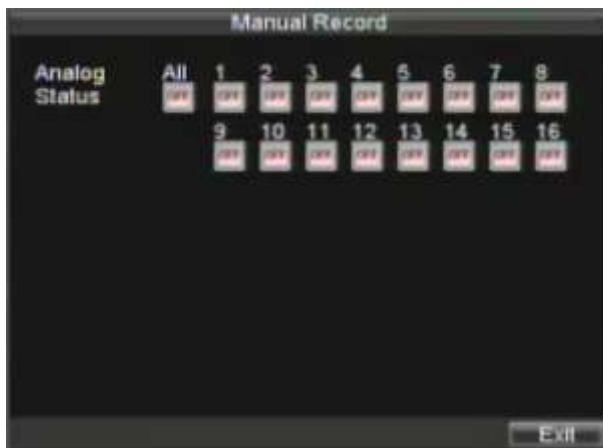 Manual Record
Analog All 1 2 3 4 5 6 7 8
Status OFF OFF OFF OFF OFF OFF OFF OFF OFF
9 10 11 12 13 14 15 16
OFF OFF OFF OFF OFF OFF OFF OFF
Exit